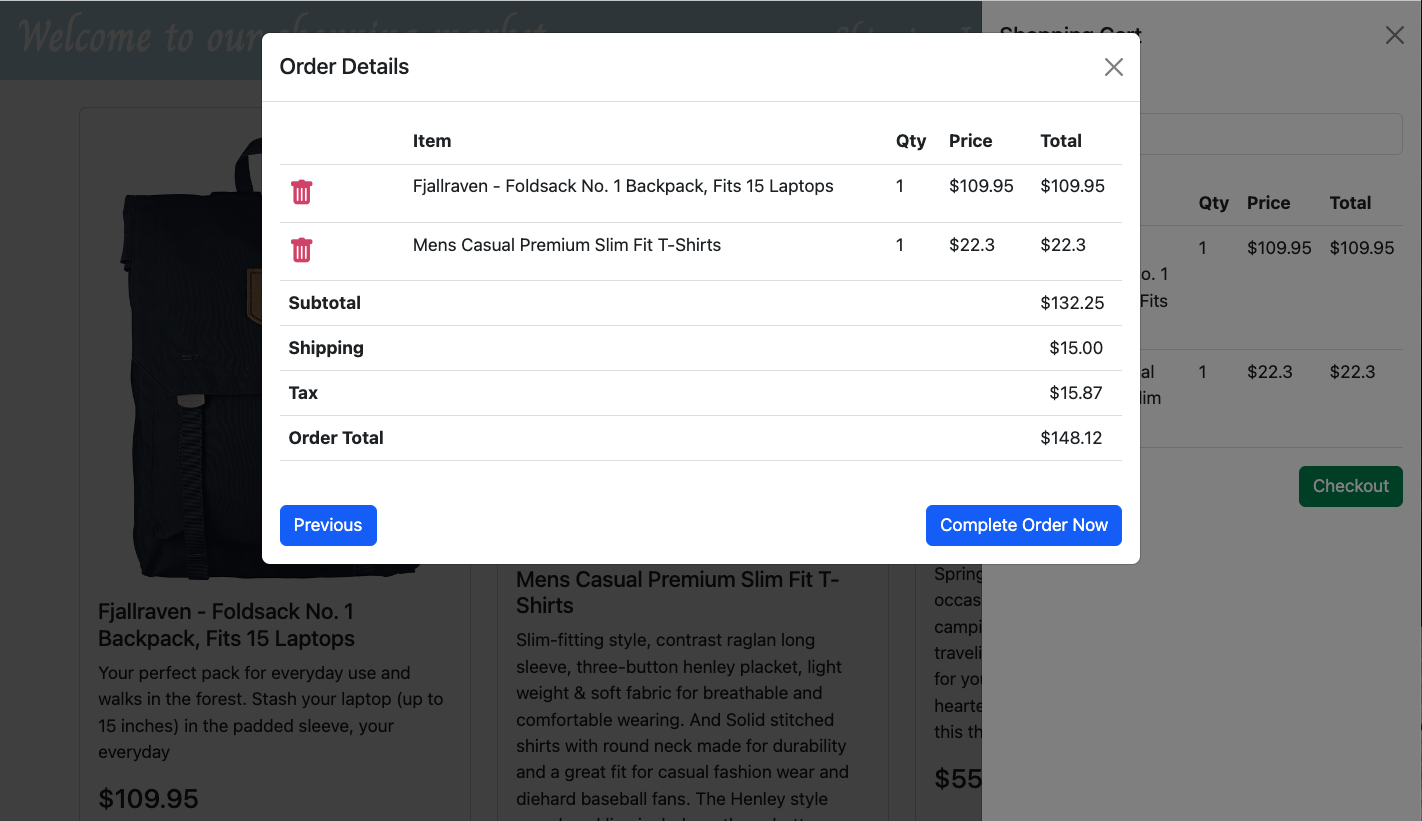 Welcome to our shopping market
Shopping Cart
Order Details
Item Qty Price Total
Fjallraven - Foldsack No. 1 Backpack, Fits 15 Laptops 1 $109.95 $109.95
Mens Casual Premium Slim Fit T-Shirts 1 $22.3 $22.3
Subtotal $132.25
Shipping $15.00
Tax $15.87
Order Total $148.12
Previous
Complete Order Now
Qty Price Total
1 $109.95 $109.95
o. 1
Fits
al 1 $22.3 $22.3
lim
Checkout
Fjallraven - Foldsack No. 1
Backpack, Fits 15 Laptops
Your perfect pack for everyday use and
walks in the forest. Stash your laptop (up to
15 inches) in the padded sleeve, your
everyday
$109.95
Mens Casual Premium Slim Fit T-
Shirts
Slim-fitting style, contrast raglan long
sleeve, three-button henley placket, light
weight & soft fabric for breathable and
comfortable wearing. And Solid stitched
shirts with round neck made for durability
and a great fit for casual fashion wear and
diehard baseball fans. The Henley style
Spring
occas
campi
traveli
for you
hearte
this th
$55